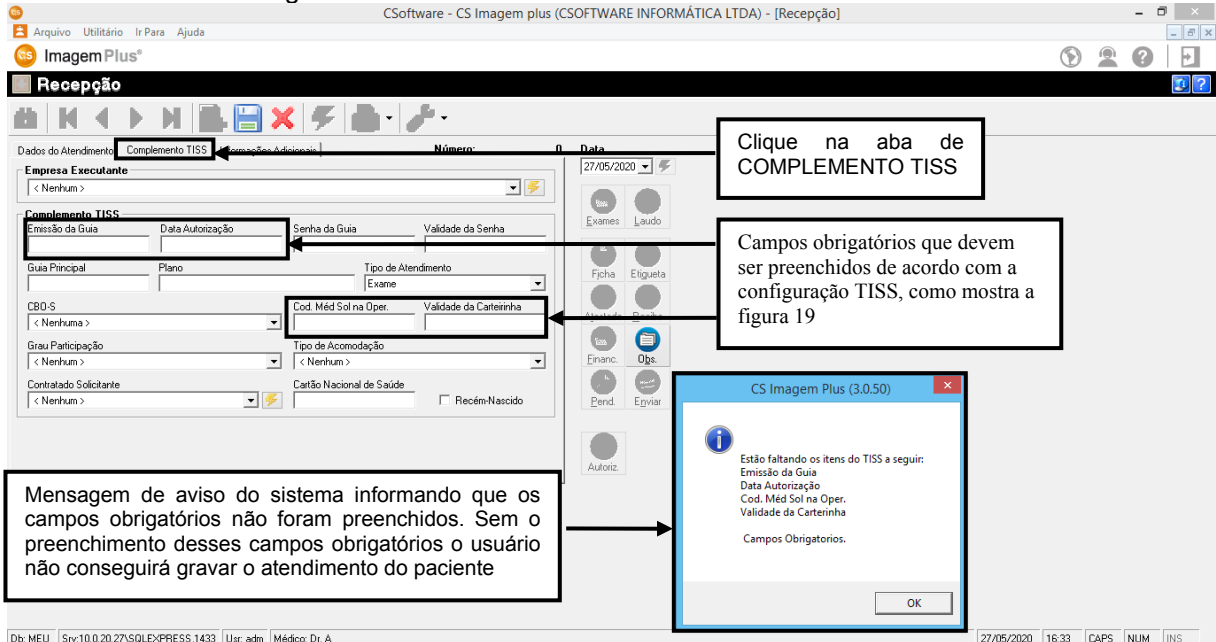 CSoftware - CS Imagem plus (CSOFTWARE INFORMÁTICA LTDA) - [Recepção]
Arquivo Utilitário Ir Para Ajuda
CS Imagem Plus®
Recepção
Dados do Atendimento Complemento TISS Informações Adicionais Número: 0 Data
27/05/2020
Empresa Executante
< Nenhum >
Complemento TISS
Emissão da Guia Data Autorização Senha da Guia Validade da Senha
Guia Principal Plano Tipo de Atendimento
Exame
CBO-S Cod. Méd Sol na Oper. Validade da Carteirinha
< Nenhuma >
Grau Participação Tipo de Acomodação
< Nenhum > < Nenhum >
Contratado Solicitante Cartão Nacional de Saúde
< Nenhum > Recém-Nascido
Exames Laudo
Ficha Etiqueta
Financ. Obs.
Pend. Enviar
Autoriz.
Clique na aba de
COMPLEMENTO TISS
Campos obrigatórios que devem
ser preenchidos de acordo com a
configuração TISS, como mostra a
figura 19
Mensagem de aviso do sistema informando que os
campos obrigatórios não foram preenchidos. Sem o
preenchimento desses campos obrigatórios o usuário
não conseguirá gravar o atendimento do paciente
CS Imagem Plus (3.0.50)
Estão faltando os itens do TISS a seguir:
Emissão da Guia
Data Autorização
Cod. Méd Sol na Oper.
Validade da Carterinha
Campos Obrigatorios.
OK
Db: MEU Srv:10.0.20.27\SQLEXPRESS,1433 Usr: adm Médico: Dr. A 27/05/2020 16:33 CAPS NUM INS